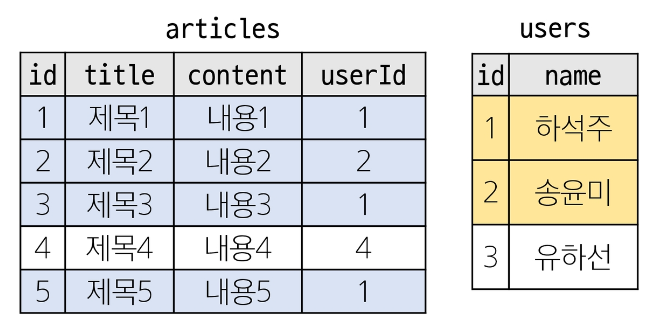 articles
id title content userId
1 제목1 내용1 1
2 제목2 내용2 2
3 제목3 내용3 1
4 제목4 내용4 4
5 제목5 내용5 1
users
id name
1 하석주
2 송윤미
3 유하선